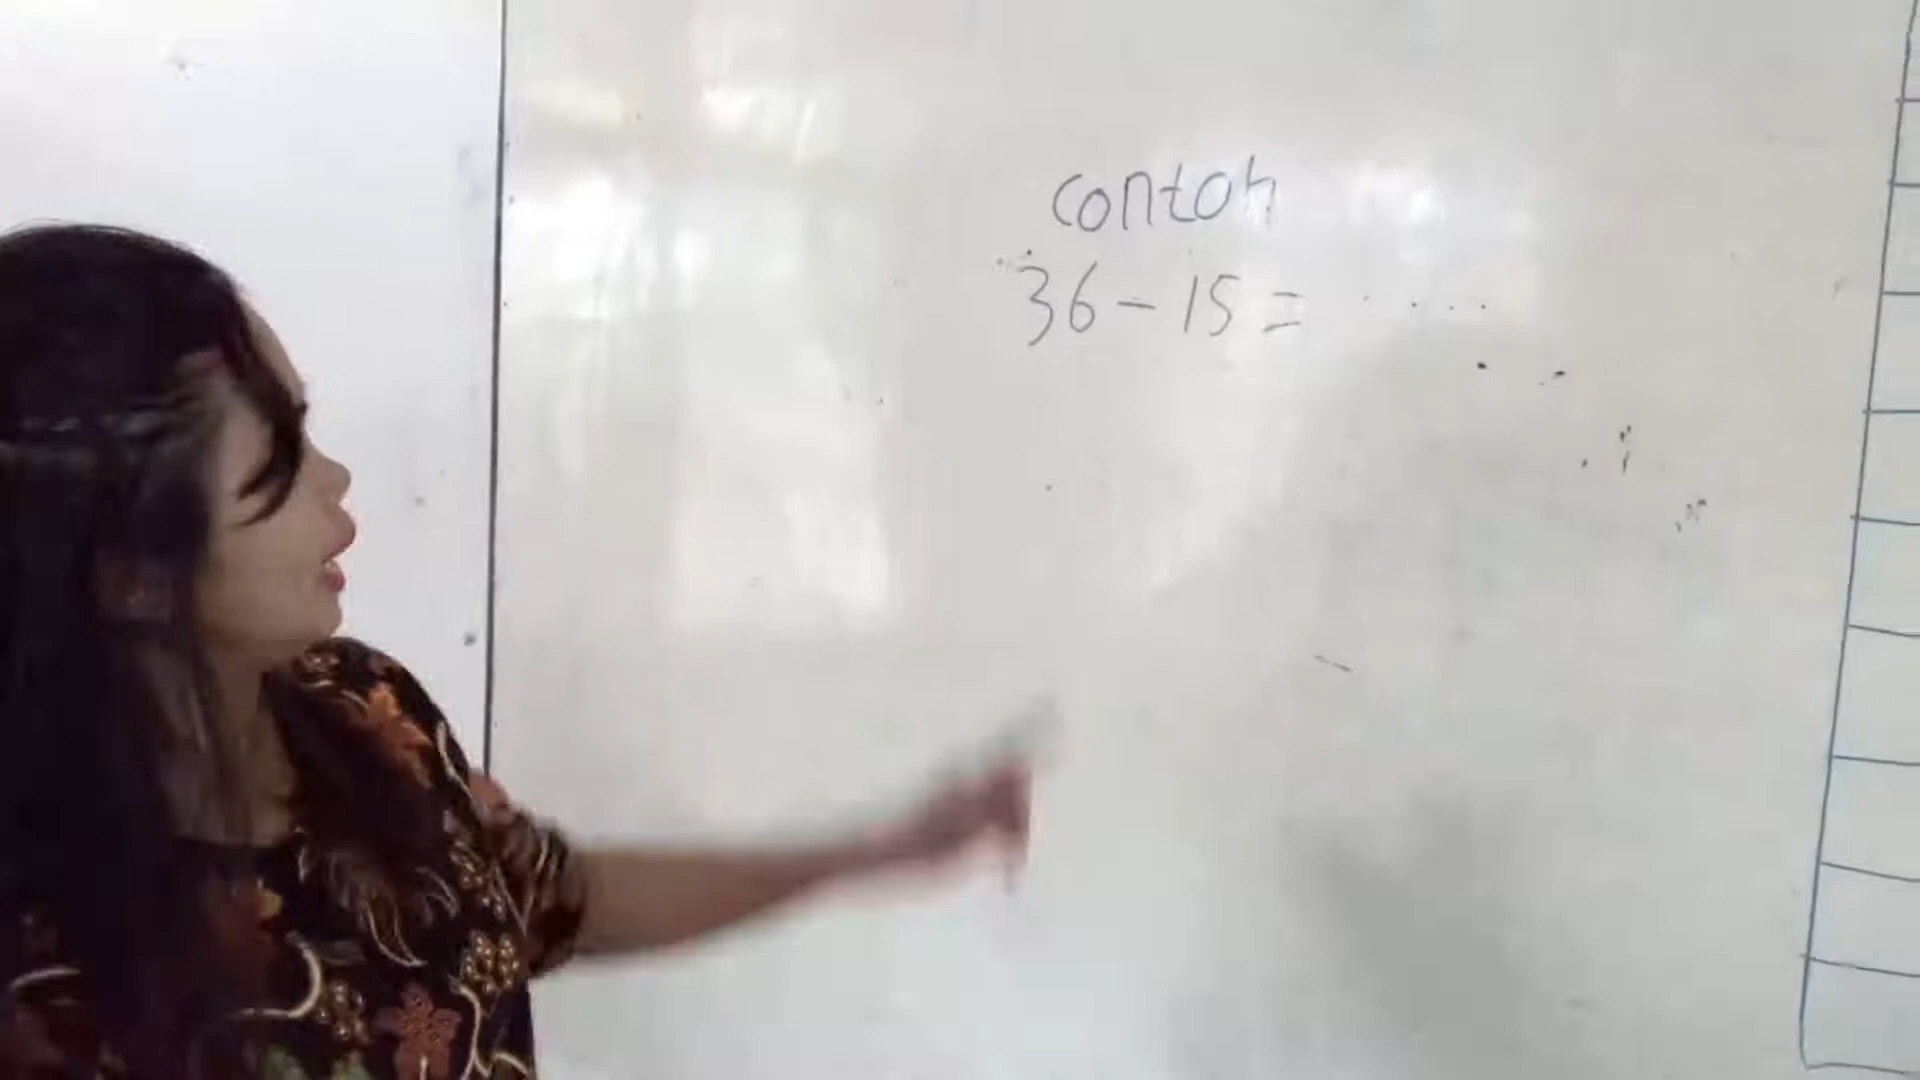 contoh
36 - 15 = ....